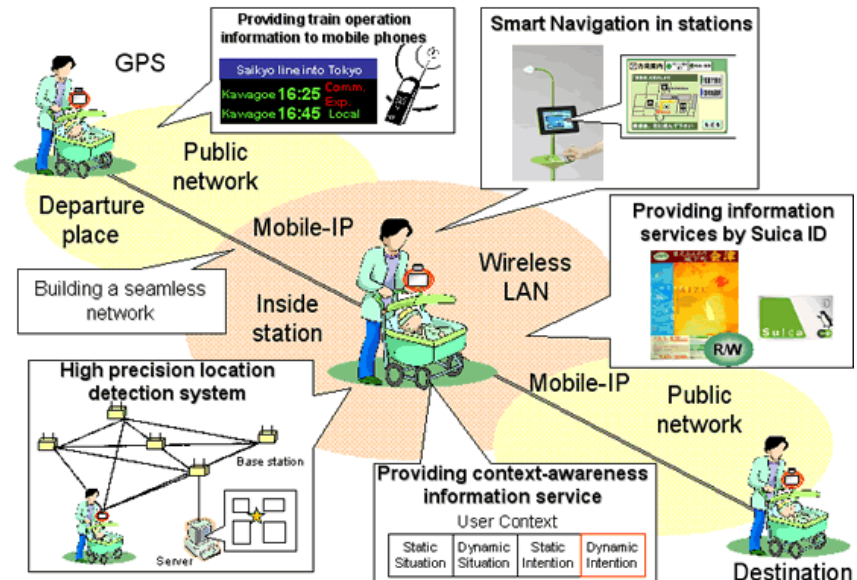 Providing train operation
information to mobile phones
Saikyo line into Tokyo
Kawagoe 16:25 Comm.
Exp.
Kawagoe 16:45 Local
Smart Navigation in stations
GPS
Public
network
Departure
place
Mobile-IP
Building a seamless
network
Inside
station
Wireless
LAN
Providing information
services by Suica ID
Suica
R/W
High precision location
detection system
Base station
Server
Mobile-IP
Public
network
Providing context-awareness
information service
User Context
Static
Situation
Dynamic
Situation
Static
Intention
Dynamic
Intention
Destination